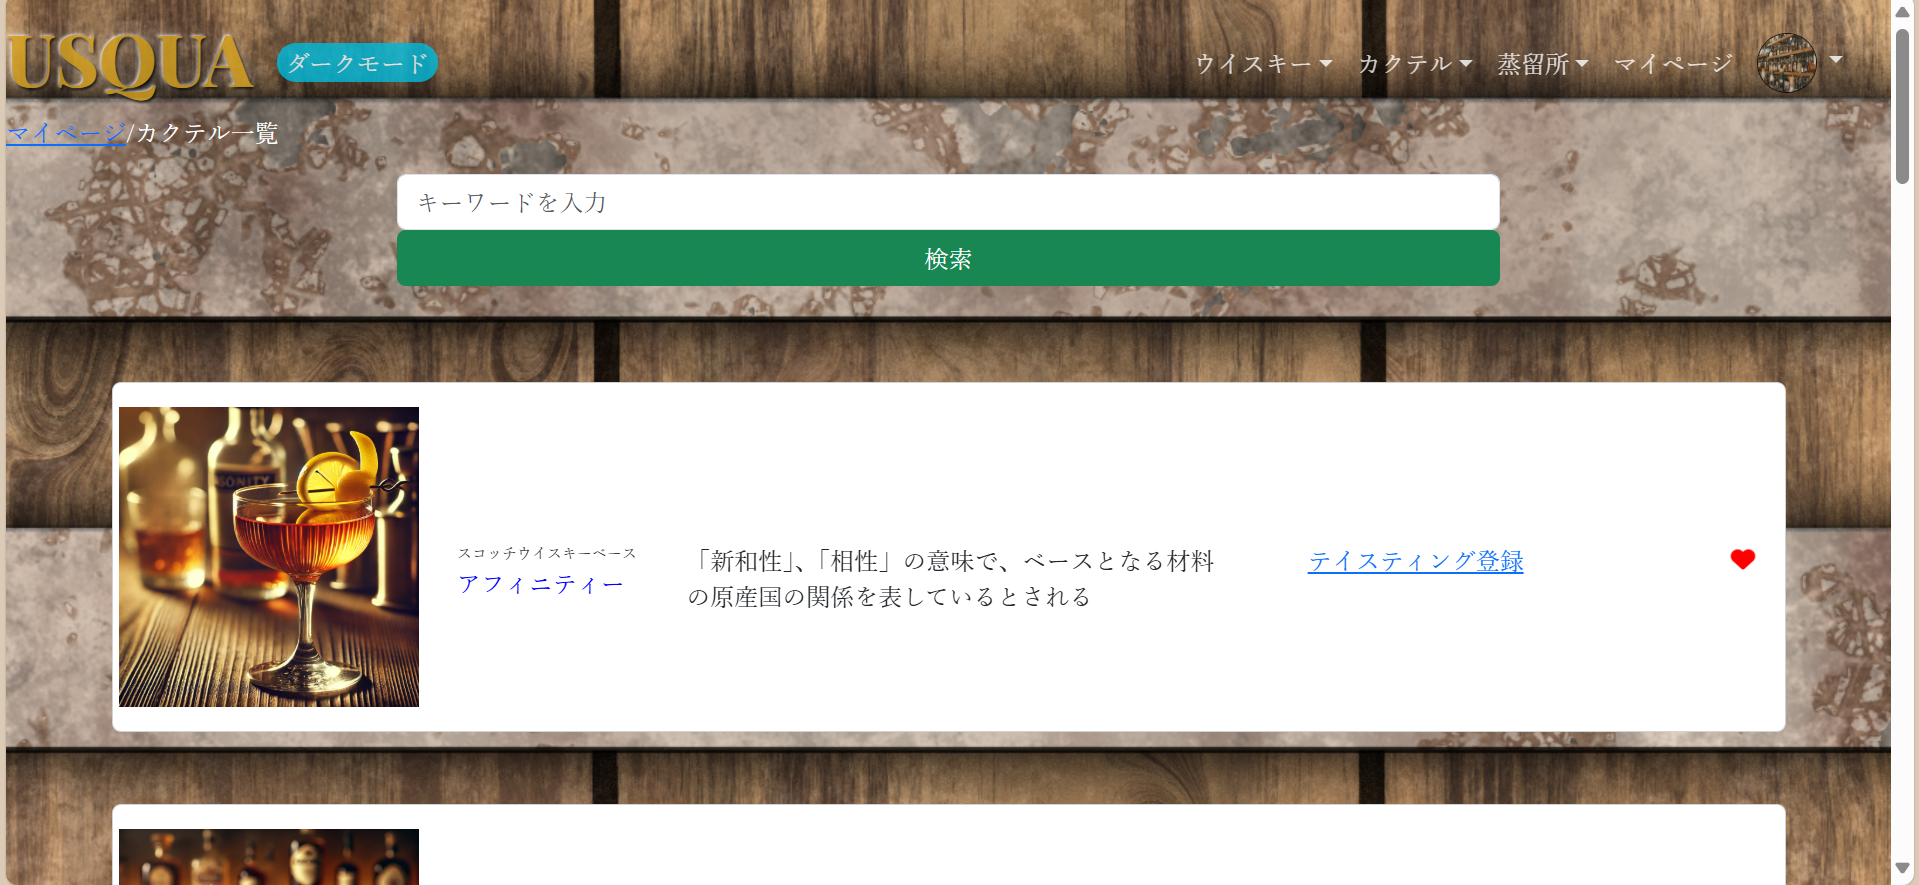 USQUA
ダークモード
ウイスキー
カクテル
蒸留所
マイページ
マイページ/カクテル一覧
キーワードを入力
検索
スコッチウイスキーベース
アフィニティー
「新和性」、「相性」の意味で、ベースとなる材料
の原産国の関係を表しているとされる
テイスティング登録